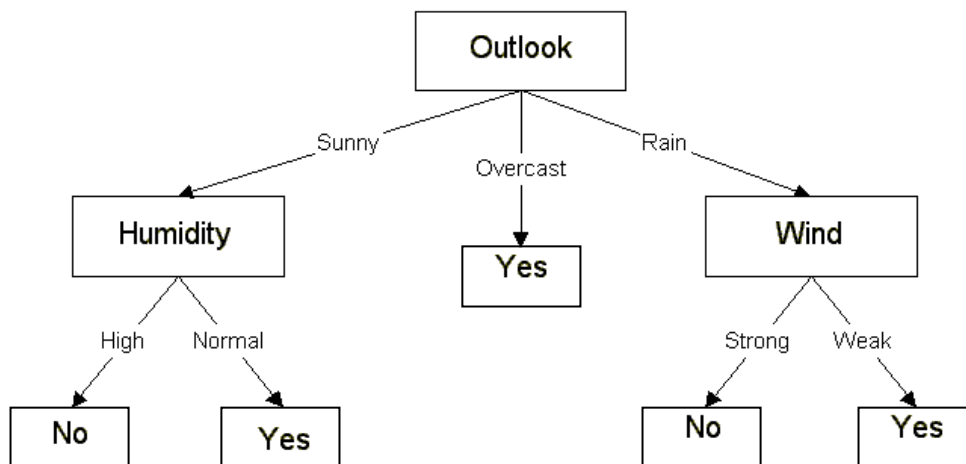 Outlook
Sunny
Overcast
Rain
Humidity
Yes
Wind
High
Normal
Strong
Weak
No
Yes
No
Yes